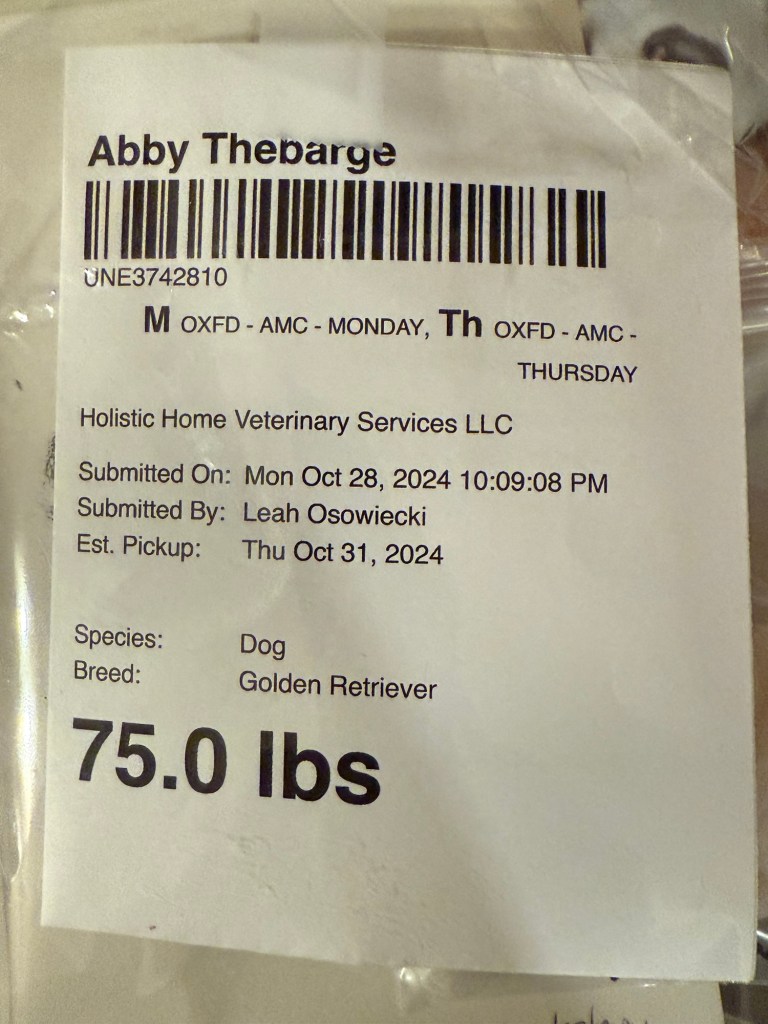 Abby Thebarge
UNE3742810
M OXFD - AMC - MONDAY, Th OXFD - AMC -
THURSDAY
Holistic Home Veterinary Services LLC
Submitted On: Mon Oct 28, 2024 10:09:08 PM
Submitted By: Leah Osowiecki
Est. Pickup: Thu Oct 31, 2024
Species: Dog
Breed: Golden Retriever
75.0 lbs